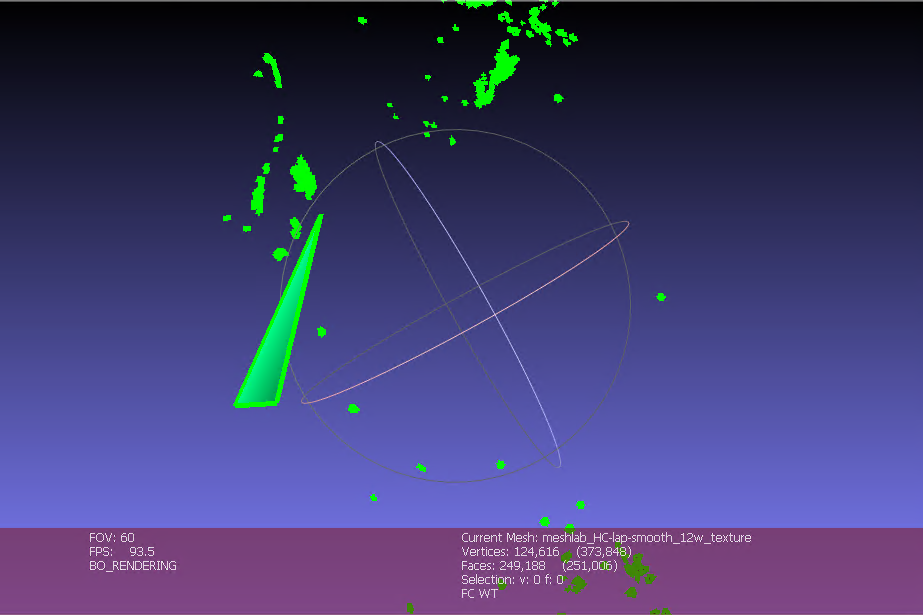 FOV: 60
FPS: 93.5
BO_RENDERING
Current Mesh: meshlab_HC-lap-smooth_12w_texture
Vertices: 124,616 (373,848)
Faces: 249,188 (251,006)
Selection: v: 0 f: 0
FC WT